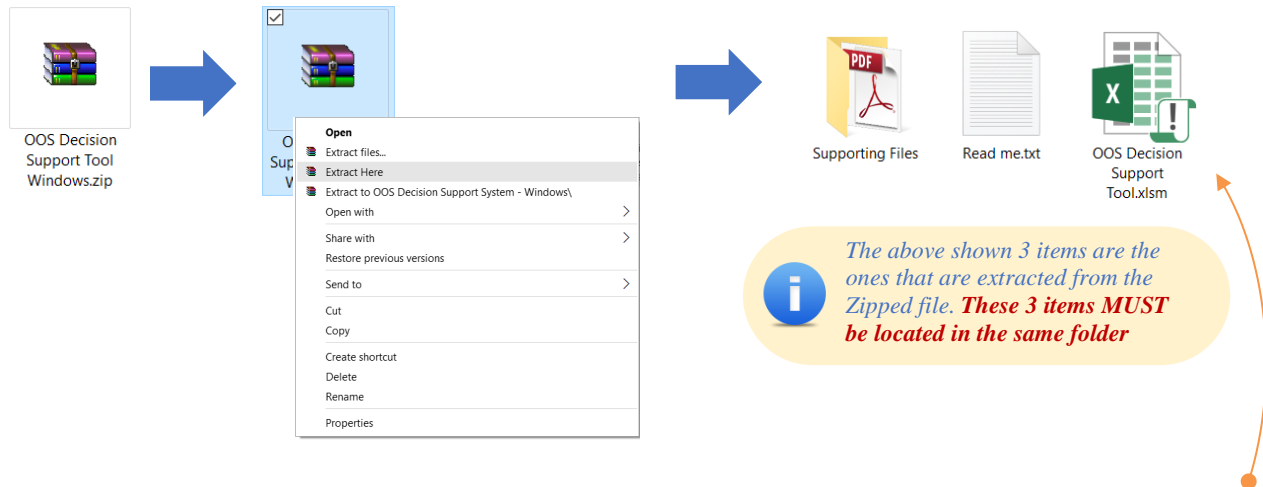 OOS Decision
Support Tool
Windows.zip
O
Sup
W
Open
Extract files...
Extract Here
Extract to OOS Decision Support System - Windows\
Open with
Share with
Restore previous versions
Send to
Cut
Copy
Create shortcut
Delete
Rename
Properties
PDF
Supporting Files
Read me.txt
X
!
OOS Decision
Support
Tool.xlsm
i
The above shown 3 items are the
ones that are extracted from the
Zipped file. These 3 items MUST
be located in the same folder